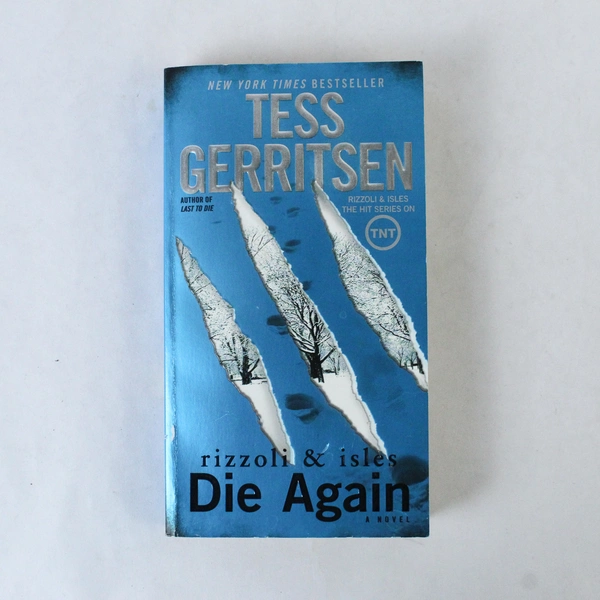 NEW YORK TIMES BESTSELLER
TESS
GERRITSEN
AUTHOR OF
LAST TO DIE
RIZZOLI & ISLES
THE HIT SERIES ON
TNT
rizzoli & isles
Die Again
A NOVEL